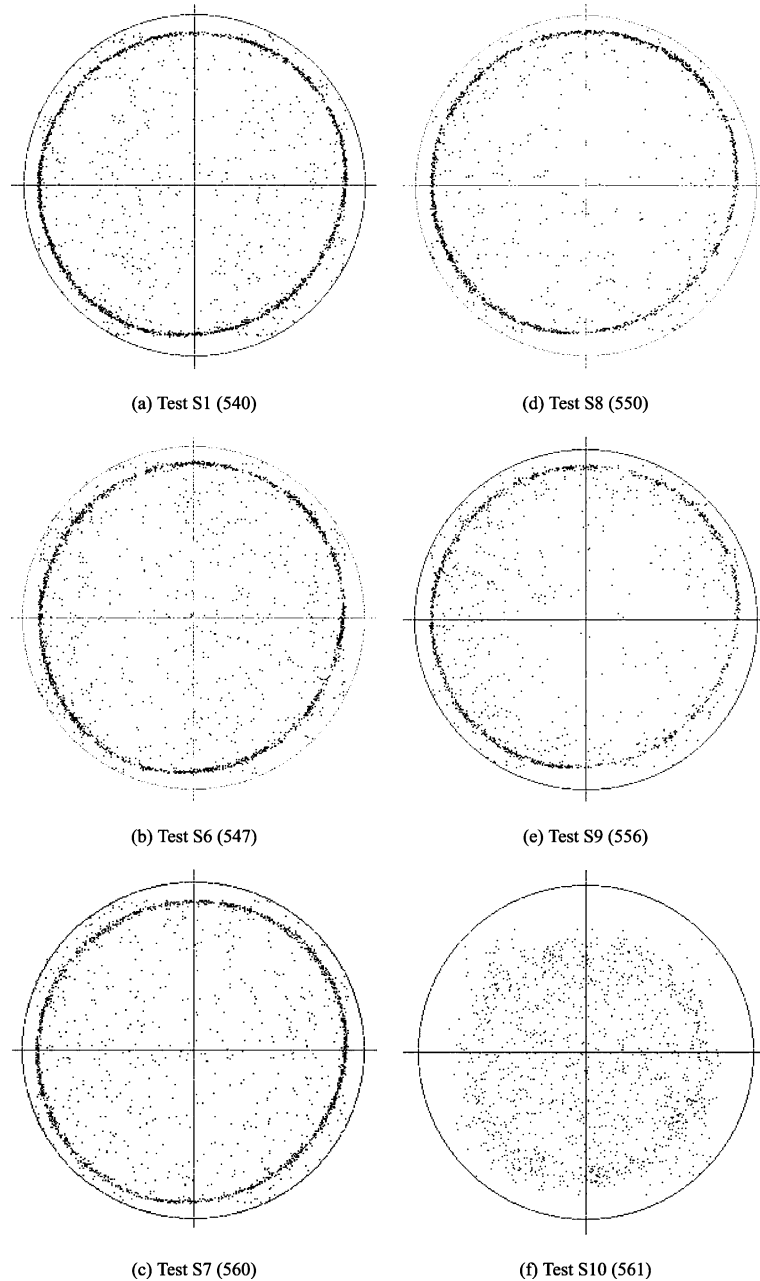 (a) Test S1 (540)
(d) Test S8 (550)
(b) Test S6 (547)
(e) Test S9 (556)
(c) Test S7 (560)
(f) Test S10 (561)